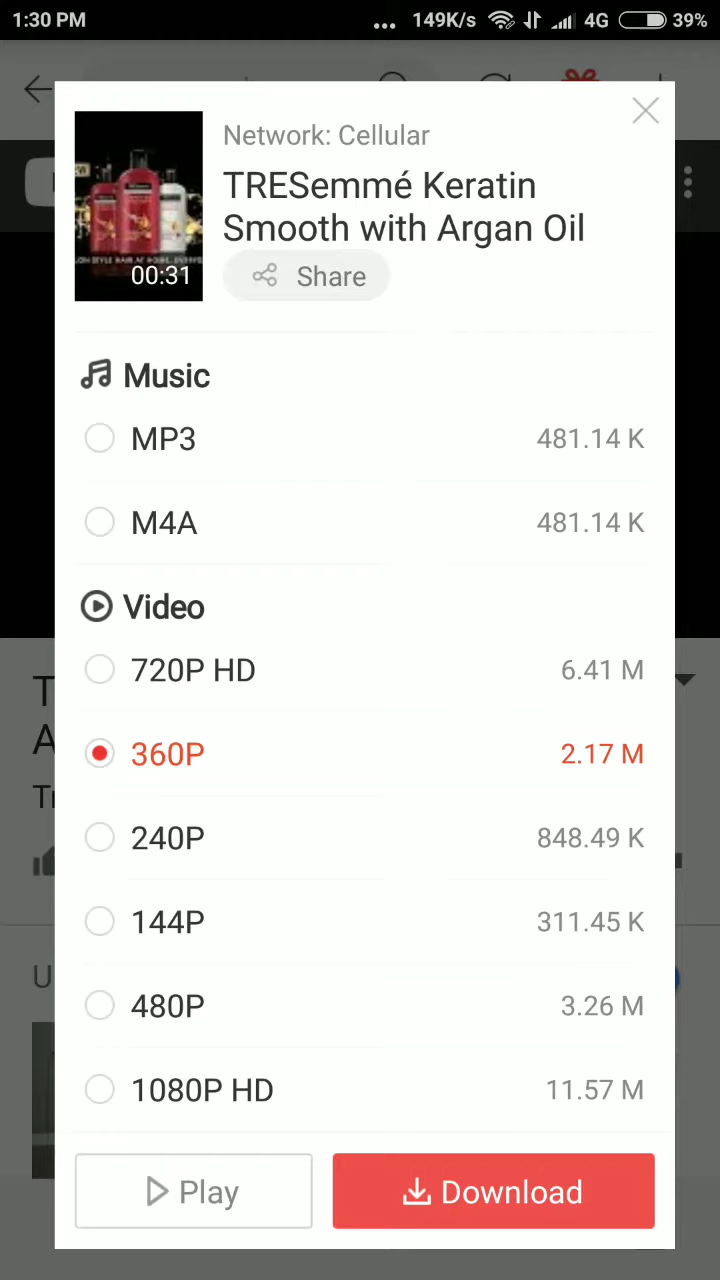 1:30 PM
... 149K/s 4G 39%
Network: Cellular
TRESemmé Keratin
Smooth with Argan Oil
00:31
Share
Music
MP3 481.14 K
M4A 481.14 K
Video
720P HD 6.41 M
360P 2.17 M
240P 848.49 K
144P 311.45 K
480P 3.26 M
1080P HD 11.57 M
Play
Download